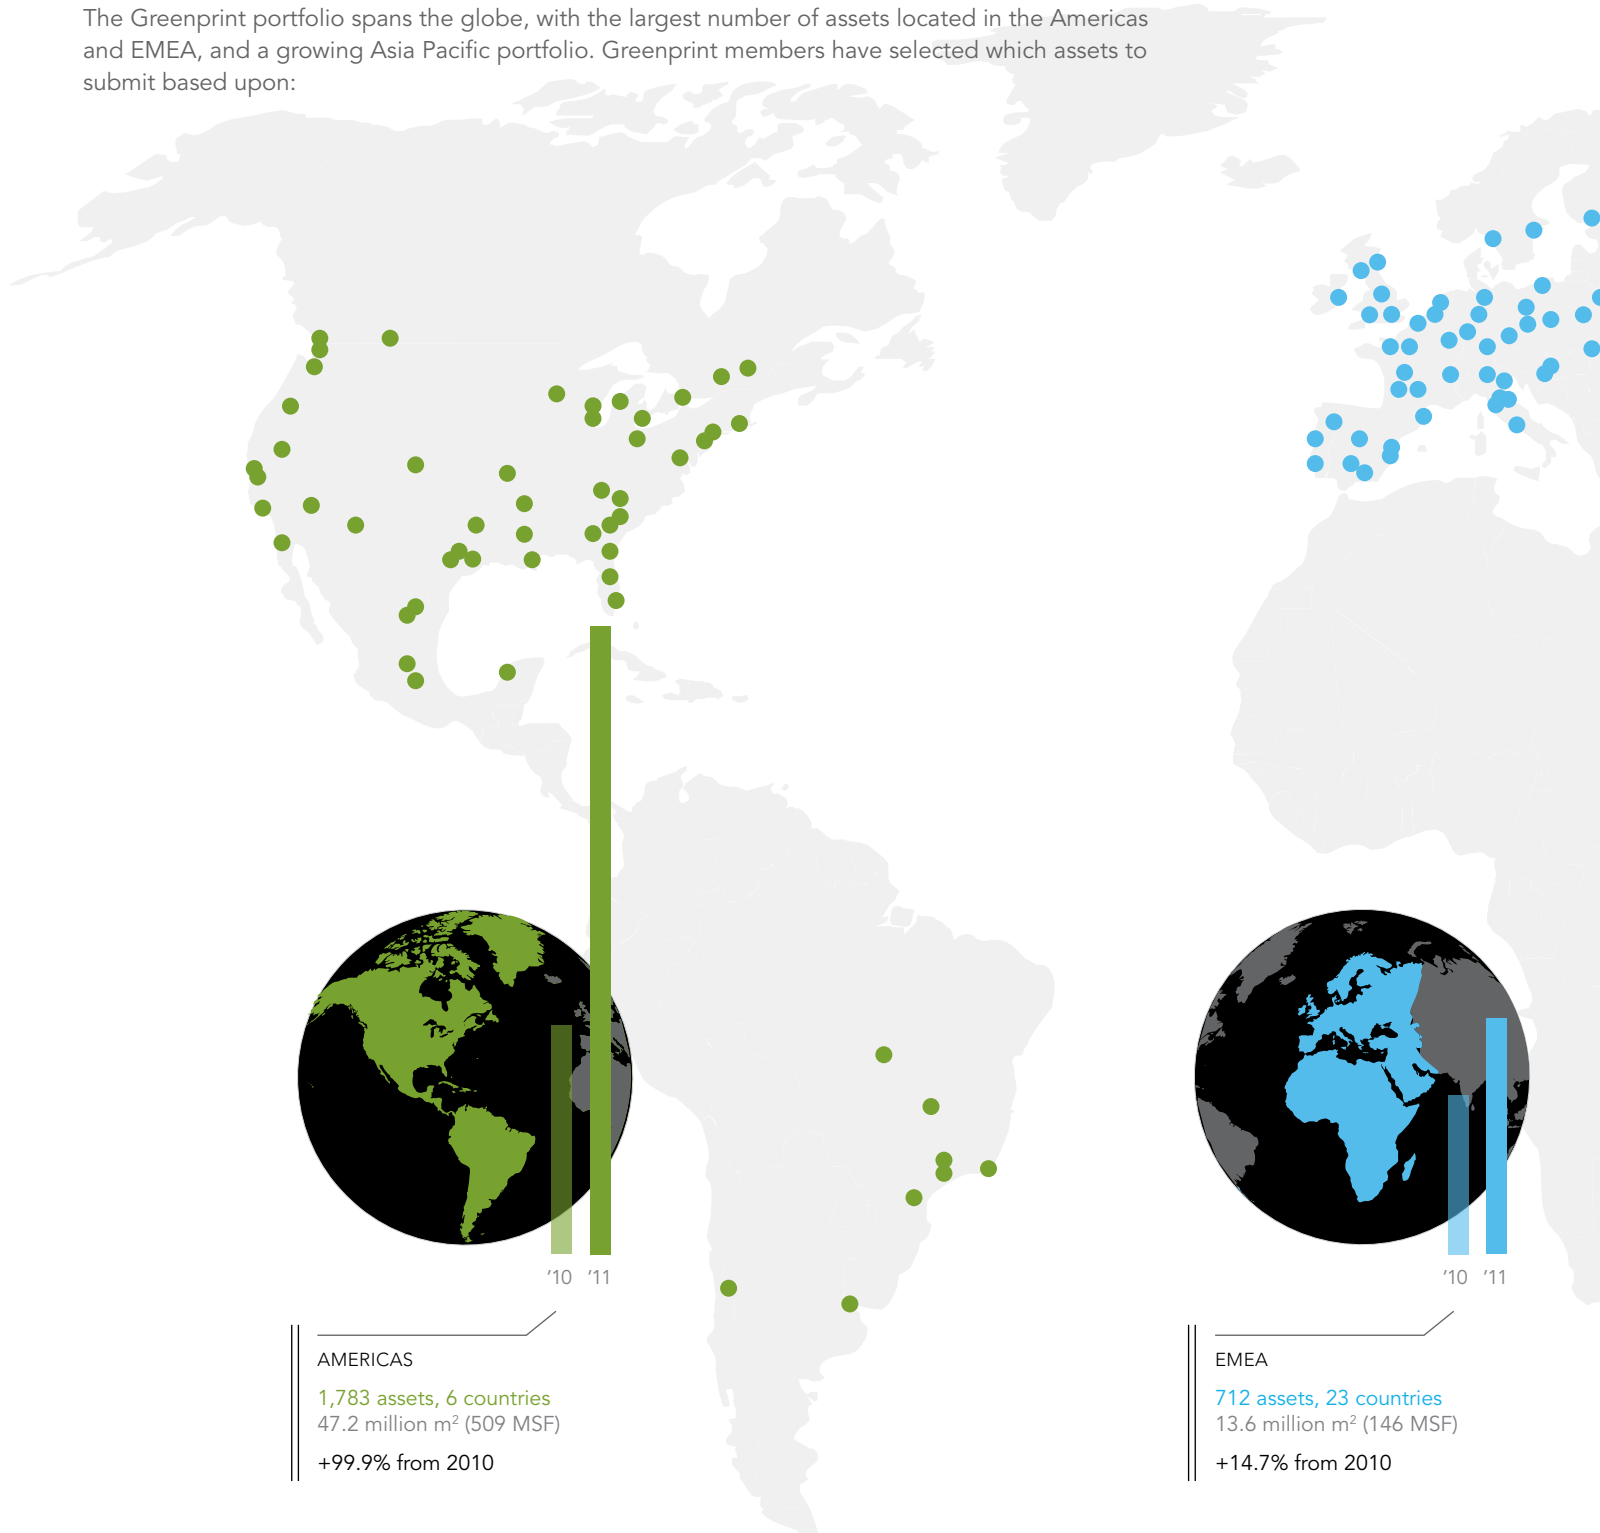 The Greenprint portfolio spans the globe, with the largest number of assets located in the Americas
and EMEA, and a growing Asia Pacific portfolio. Greenprint members have selected which assets to
submit based upon:
’10 ’11
AMERICAS
1,783 assets, 6 countries
47.2 million m² (509 MSF)
+99.9% from 2010
’10 ’11
EMEA
712 assets, 23 countries
13.6 million m² (146 MSF)
+14.7% from 2010